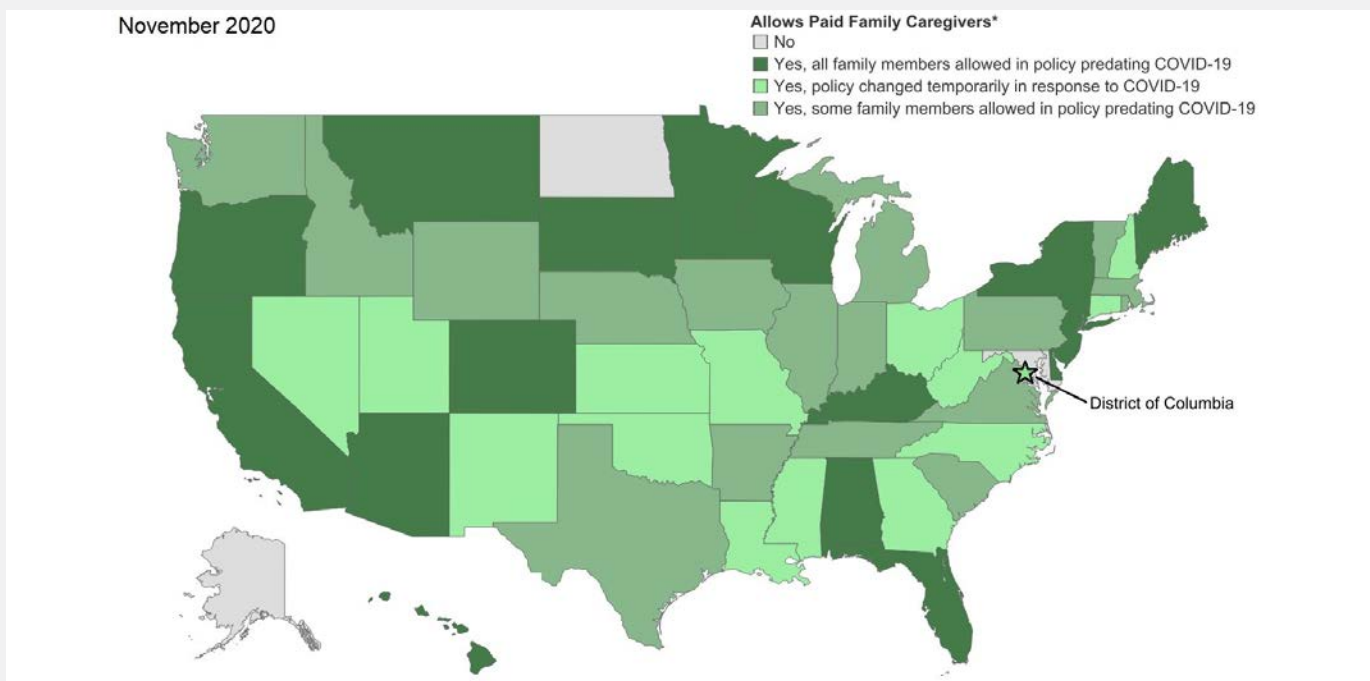 November 2020
Allows Paid Family Caregivers*
No
Yes, all family members allowed in policy predating COVID-19
Yes, policy changed temporarily in response to COVID-19
Yes, some family members allowed in policy predating COVID-19
District of Columbia